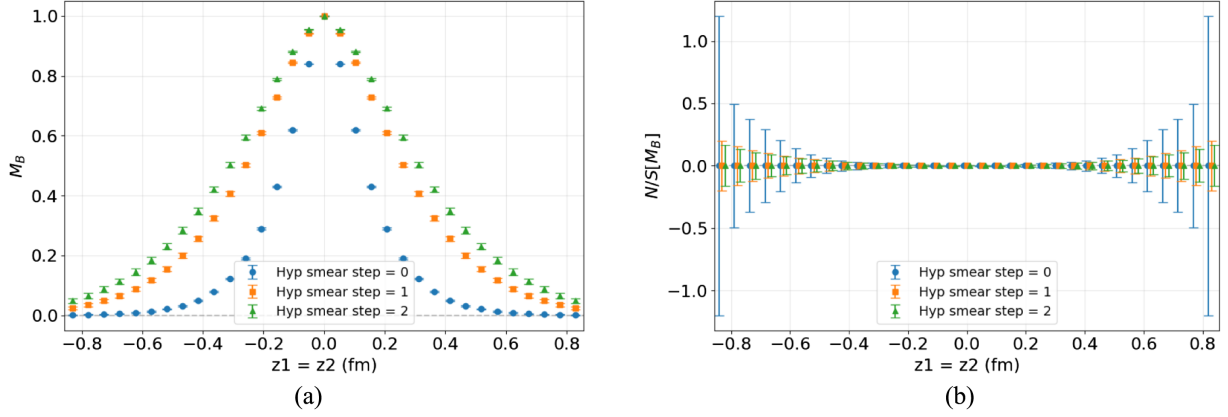 1.0
0.8
0.6
0.4
0.2
0.0
M_B
−0.8 −0.6 −0.4 −0.2 0.0 0.2 0.4 0.6 0.8
z1 = z2 (fm)
Hyp smear step = 0
Hyp smear step = 1
Hyp smear step = 2
(a)
1.0
0.5
0.0
−0.5
−1.0
N/S[M_B]
−0.8 −0.6 −0.4 −0.2 0.0 0.2 0.4 0.6 0.8
z1 = z2 (fm)
Hyp smear step = 0
Hyp smear step = 1
Hyp smear step = 2
(b)